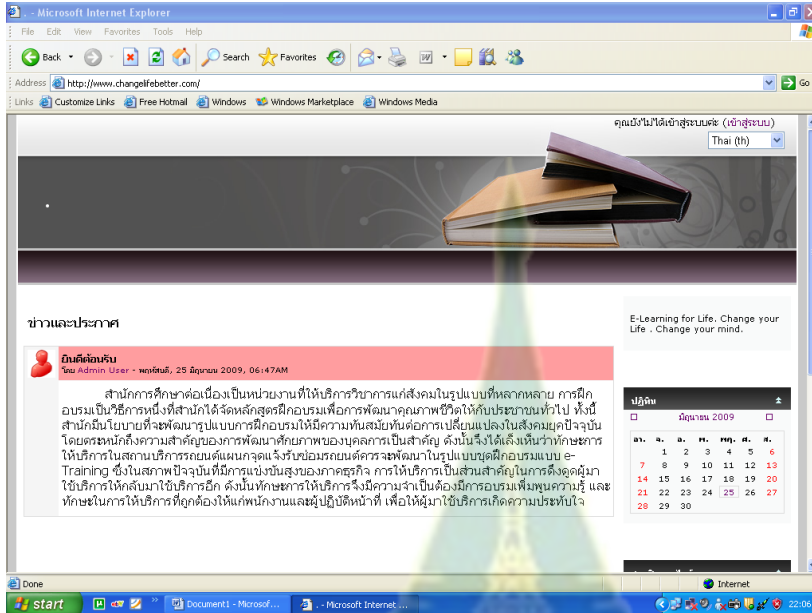 . - Microsoft Internet Explorer
File Edit View Favorites Tools Help
Back Search Favorites
Address http://www.changelifebetter.com/ Go
Links Customize Links Free Hotmail Windows Windows Marketplace Windows Media
คุณยังไม่ได้เข้าสู่ระบบค่ะ (เข้าสู่ระบบ)
Thai (th)
ข่าวและประกาศ
ยินดีต้อนรับ
โดย Admin User - พฤหัสบดี, 25 มิถุนายน 2009, 06:47AM
สำนักการศึกษาต่อเนื่องเป็นหน่วยงานที่ให้บริการวิชาการแก่สังคมในรูปแบบที่หลากหลาย การฝึก
อบรมเป็นวิธีการหนึ่งที่สำนักได้จัดหลักสูตรฝึกอบรมเพื่อการพัฒนาคุณภาพชีวิตให้กับประชาชนทั่วไป ทั้งนี้
สำนักมีนโยบายที่จะพัฒนารูปแบบการฝึกอบรมให้มีความทันสมัยทันต่อการเปลี่ยนแปลงในสังคมยุคปัจจุบัน
โดยตระหนักถึงความสำคัญของการพัฒนาศักยภาพของบุคลการเป็นสำคัญ ดังนั้นจึงได้เล็งเห็นว่าทักษะการ
ให้บริการในสถานบริการรถยนต์แผนกจุดแจ้งรับซ่อมรถยนต์ควรจะพัฒนาในรูปแบบชุดฝึกอบรมแบบ e-
Training ซึ่งในสภาพปัจจุบันที่มีการแข่งขันสูงของภาคธุรกิจ การให้บริการเป็นส่วนสำคัญในการดึงดูดผู้มา
ใช้บริการให้กลับมาใช้บริการอีก ดังนั้นทักษะการให้บริการจึงมีความจำเป็นต้องมีการอบรมเพิ่มพูนความรู้ และ
ทักษะในการให้บริการที่ถูกต้องให้แก่พนักงานและผู้ปฏิบัติหน้าที่ เพื่อให้ผู้มาใช้บริการเกิดความประทับใจ
E-Learning for Life. Change your
Life . Change your mind.
ปฏิทิน
มิถุนายน 2009
อา. จ. อ. พ. พฤ. ศ. ส.
1 2 3 4 5 6
7 8 9 10 11 12 13
14 15 16 17 18 19 20
21 22 23 24 25 26 27
28 29 30
Done Internet
start Document1 - Microsof... . - Microsoft Internet ... 22:03